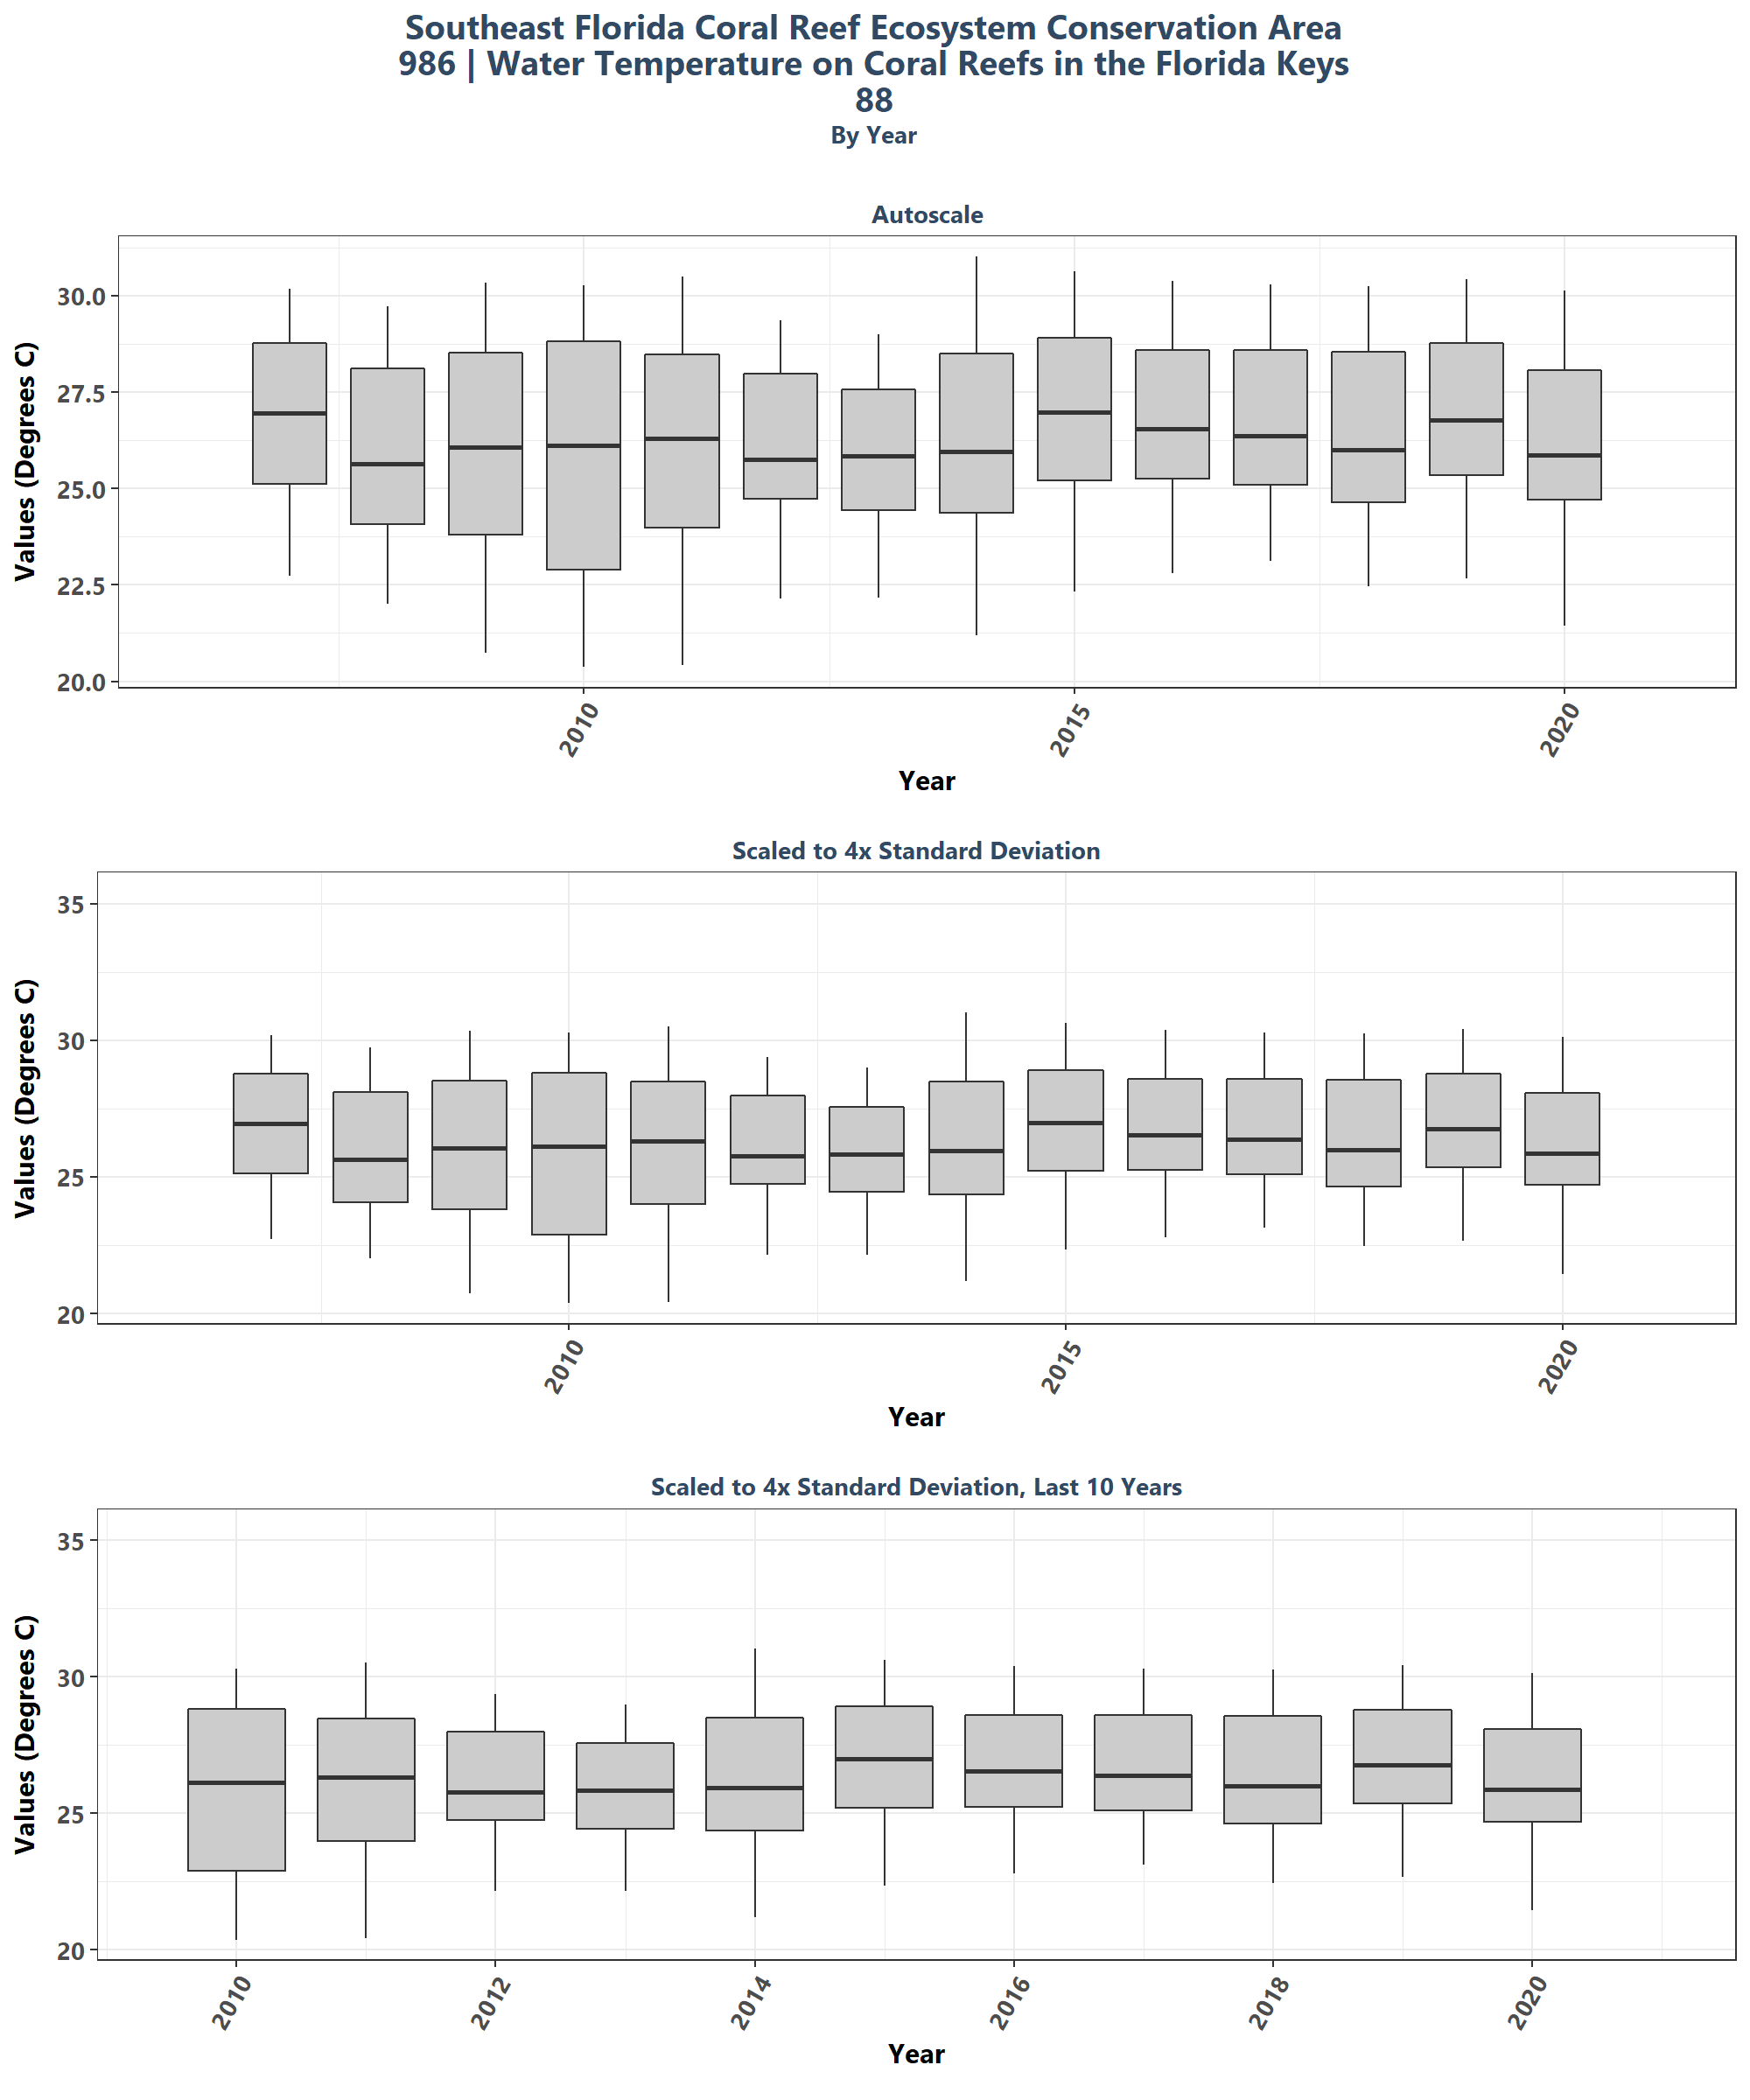 Southeast Florida Coral Reef Ecosystem Conservation Area
986 | Water Temperature on Coral Reefs in the Florida Keys
88
By Year
Autoscale
Values (Degrees C)
30.0
27.5
25.0
22.5
20.0
2010
2015
2020
Year
Scaled to 4x Standard Deviation
Values (Degrees C)
35
30
25
20
2010
2015
2020
Year
Scaled to 4x Standard Deviation, Last 10 Years
Values (Degrees C)
35
30
25
20
2010
2012
2014
2016
2018
2020
Year